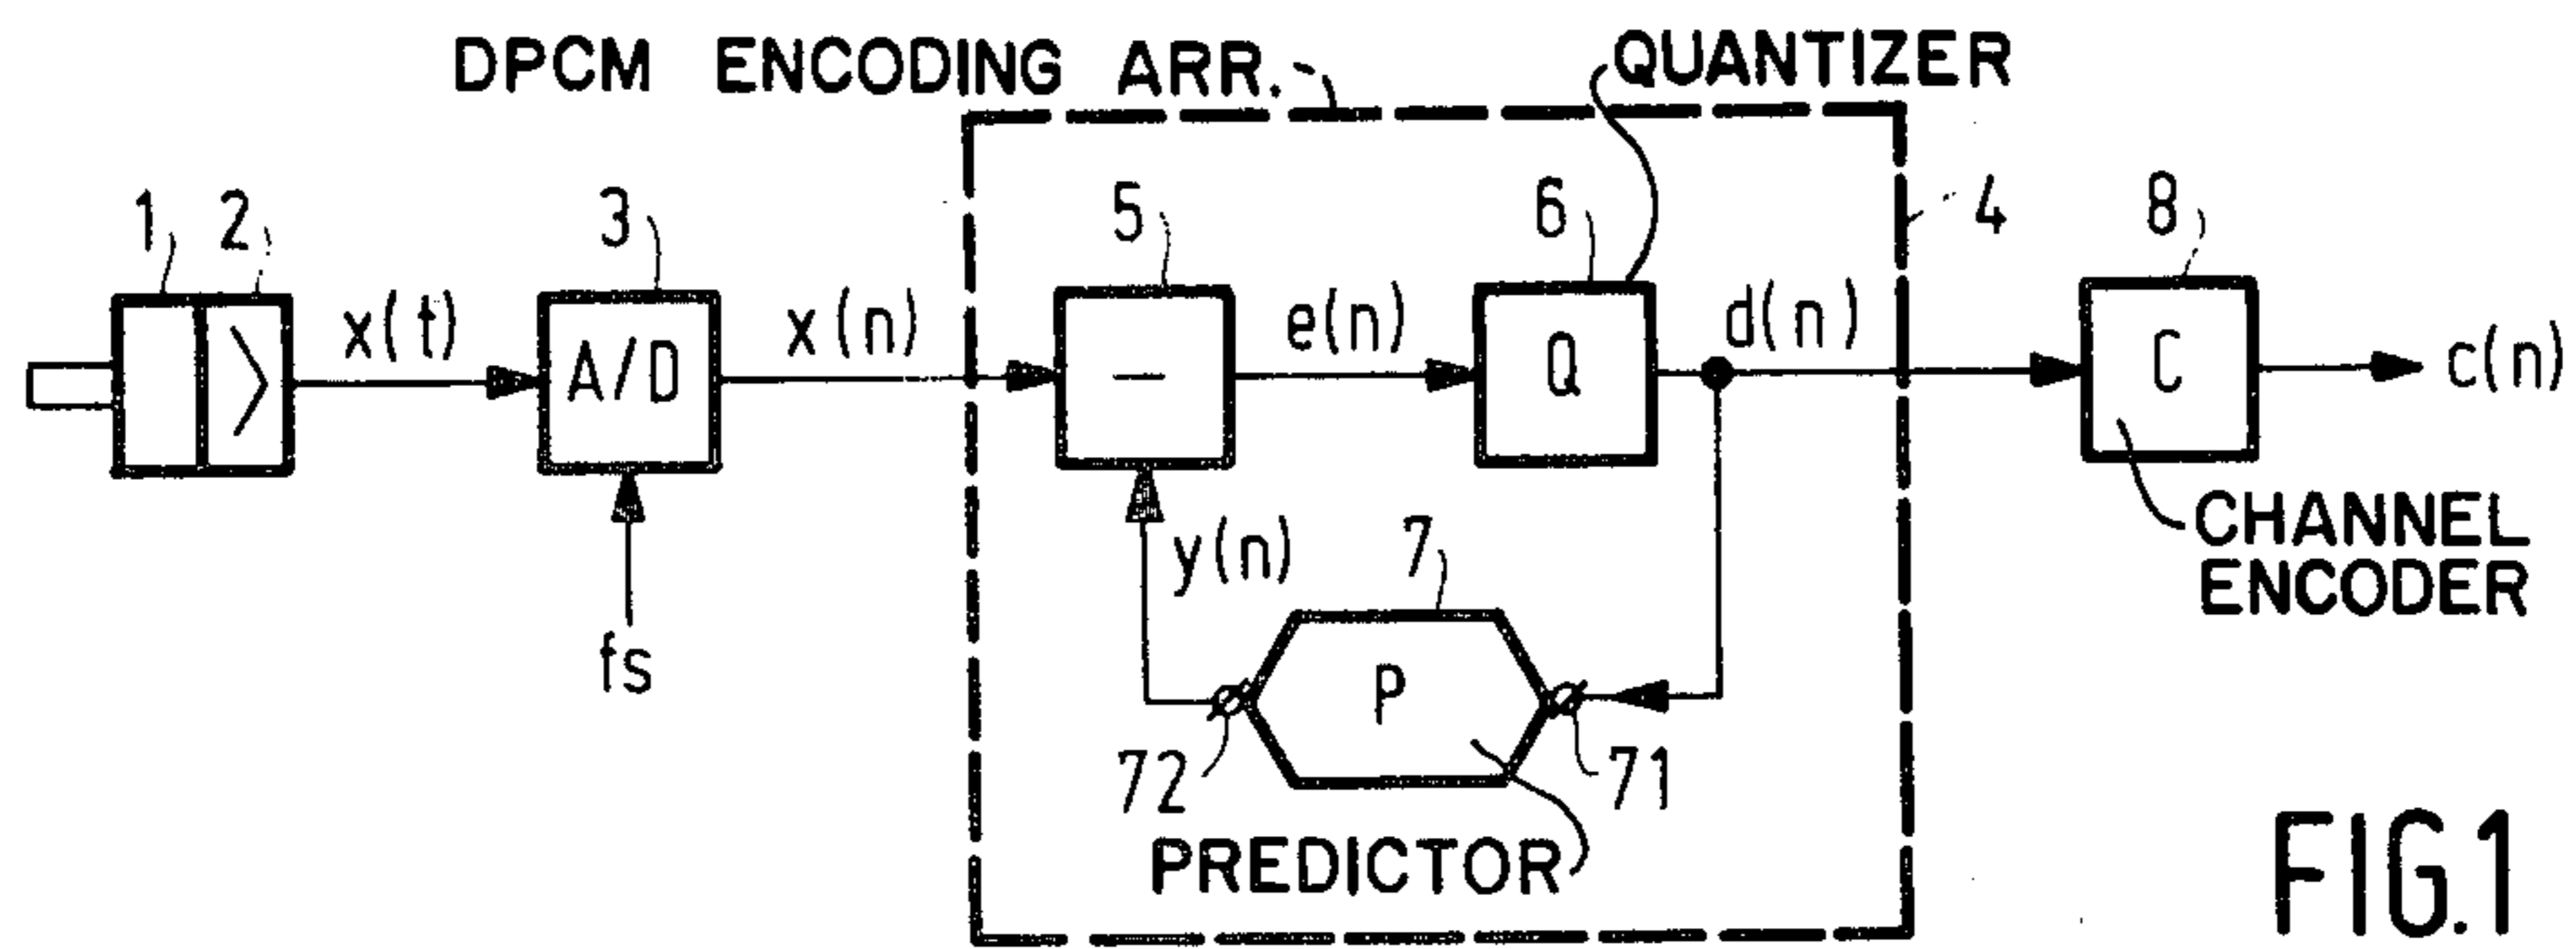 DPCM ENCODING ARR.
QUANTIZER
1
2
3
5
6
4
8
x(t)
A/D
x(n)
–
e(n)
Q
d(n)
C
c(n)
fs
y(n)
7
P
72
71
CHANNEL
ENCODER
PREDICTOR
FIG.1